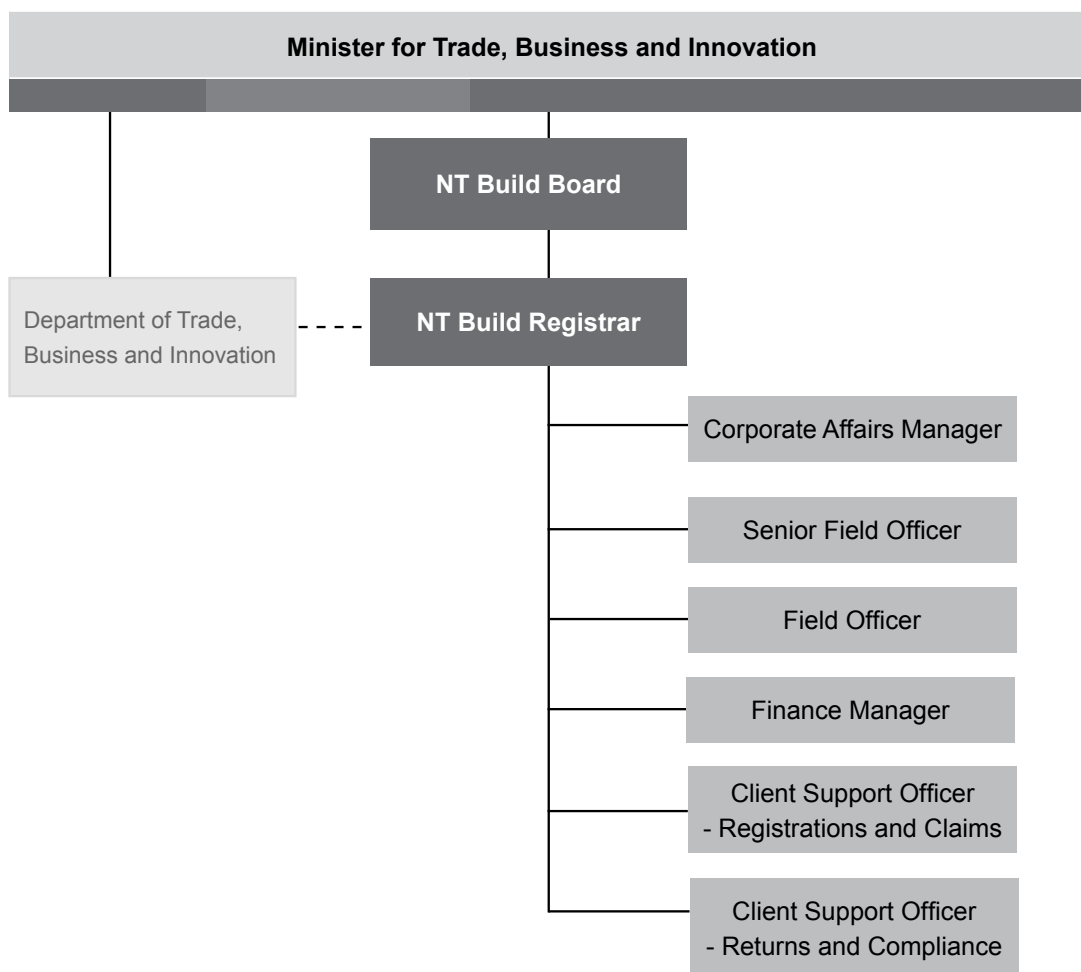 Minister for Trade, Business and Innovation
NT Build Board
Department of Trade,
Business and Innovation
NT Build Registrar
Corporate Affairs Manager
Senior Field Officer
Field Officer
Finance Manager
Client Support Officer
- Registrations and Claims
Client Support Officer
- Returns and Compliance